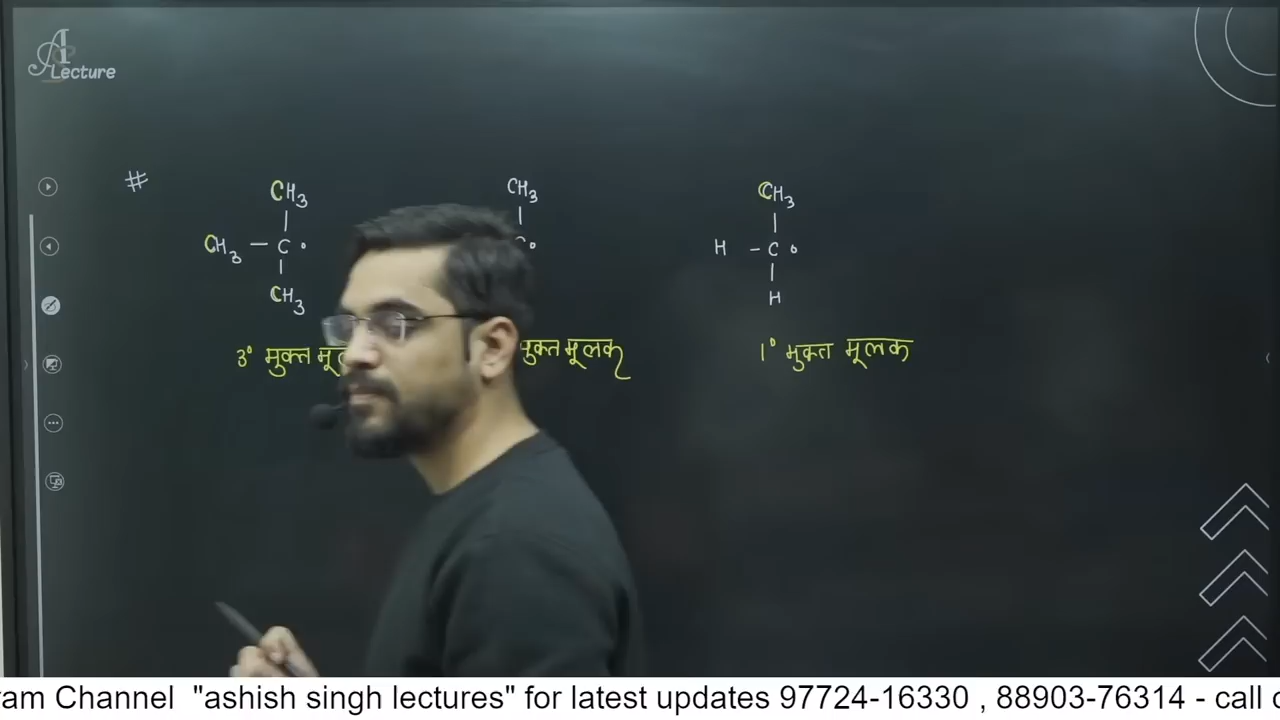 A
Lecture
#
CH3 CH3 CH3
CH3 – C • • H – C •
CH3 H
3° मुक्त मुक्त मूलक 1° मुक्त मूलक
Channel "ashish singh lectures" for latest updates 97724-16330 , 88903-76314 - call